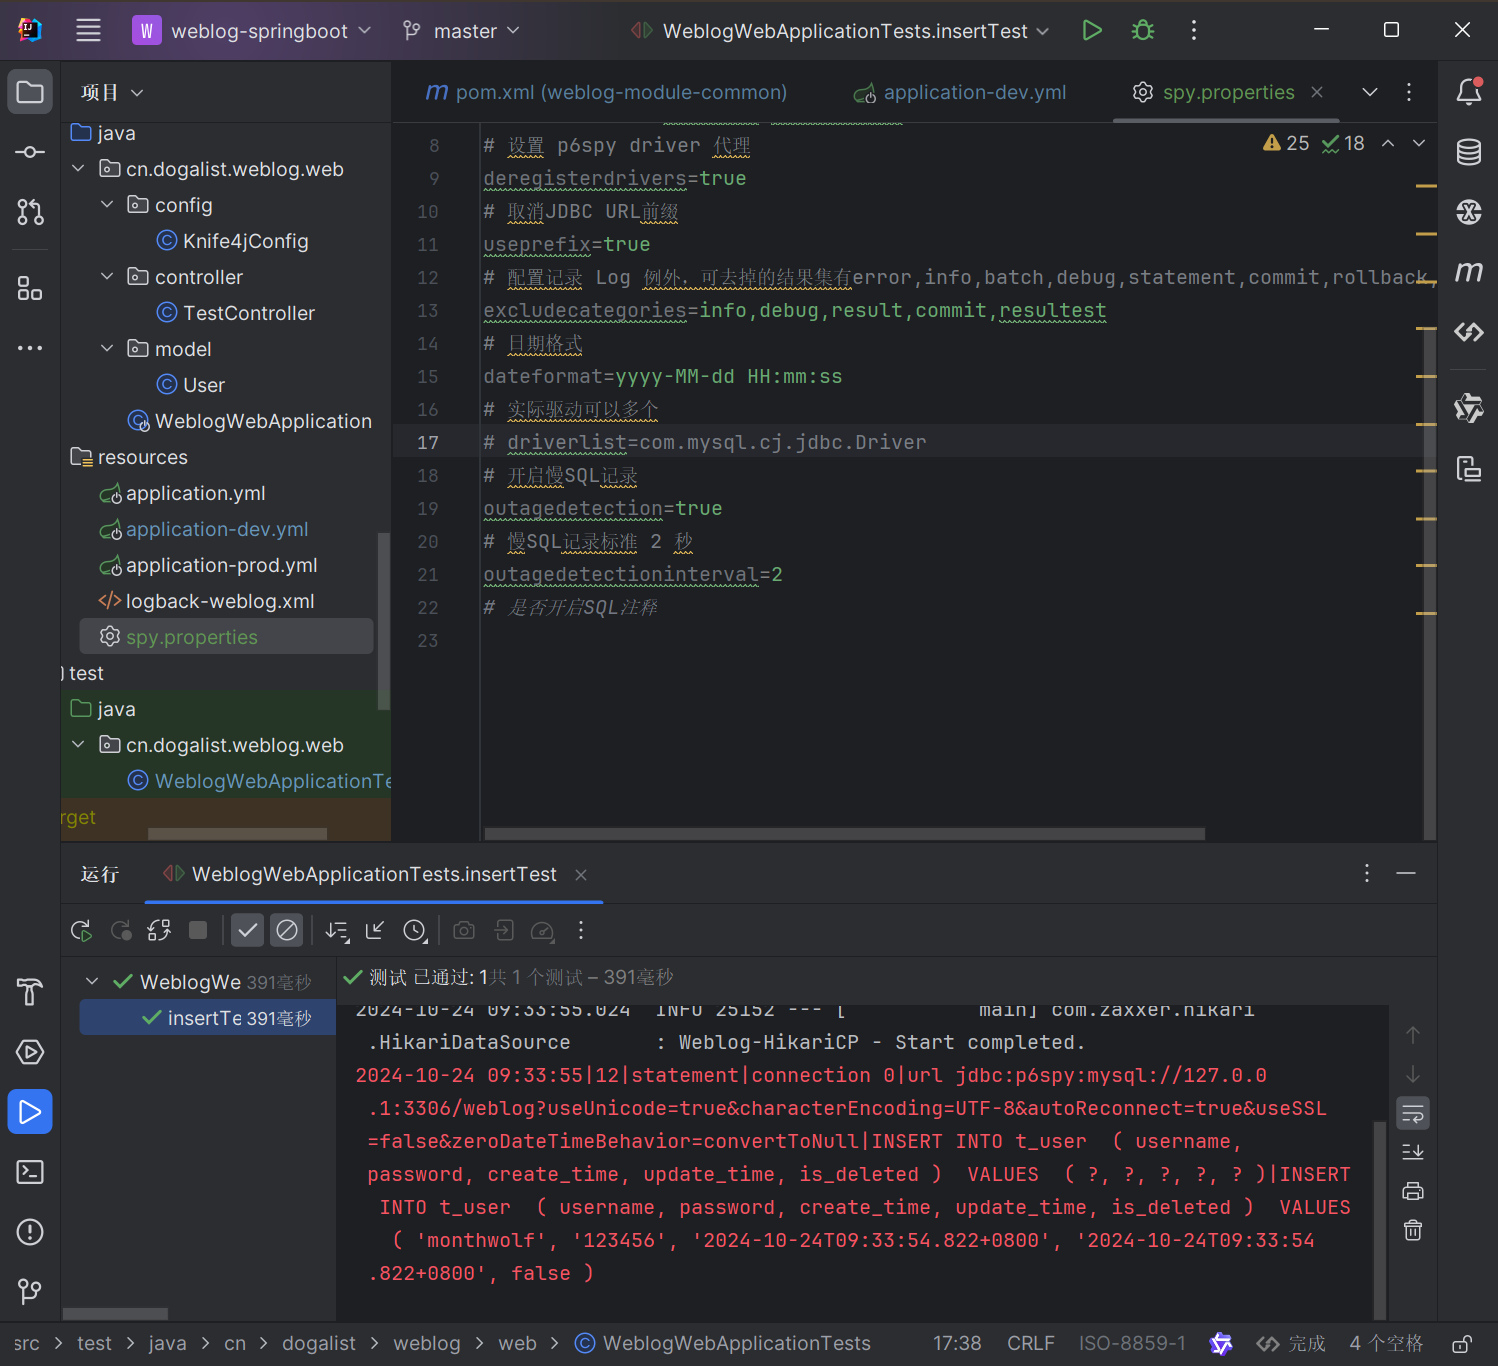 W weblog-springboot master WeblogWebApplicationTests.insertTest
项目
m pom.xml (weblog-module-common) application-dev.yml spy.properties
java
cn.dogalist.weblog.web
config
Knife4jConfig
controller
TestController
model
User
WeblogWebApplication
resources
application.yml
application-dev.yml
application-prod.yml
logback-weblog.xml
spy.properties
test
java
cn.dogalist.weblog.web
WeblogWebApplicationTe
rget
25 18
8 # 设置 p6spy driver 代理
9 deregisterdrivers=true
10 # 取消JDBC URL前缀
11 useprefix=true
12 # 配置记录 Log 例外，可去掉的结果集有error,info,batch,debug,statement,commit,rollback,
13 excludecategories=info,debug,result,commit,resultest
14 # 日期格式
15 dateformat=yyyy-MM-dd HH:mm:ss
16 # 实际驱动可以多个
17 # driverlist=com.mysql.cj.jdbc.Driver
18 # 开启慢SQL记录
19 outagedetection=true
20 # 慢SQL记录标准 2 秒
21 outagedetectioninterval=2
22 # 是否开启SQL注释
23
运行 WeblogWebApplicationTests.insertTest
WeblogWe 391毫秒
insertTe 391毫秒
测试 已通过: 1共 1 个测试 – 391毫秒
2024-10-24 09:33:55.024  INFO 25152 --- [           main] com.zaxxer.hikari
.HikariDataSource       : Weblog-HikariCP - Start completed.
2024-10-24 09:33:55|12|statement|connection 0|url jdbc:p6spy:mysql://127.0.0
.1:3306/weblog?useUnicode=true&characterEncoding=UTF-8&autoReconnect=true&useSSL
=false&zeroDateTimeBehavior=convertToNull|INSERT INTO t_user  ( username,
password, create_time, update_time, is_deleted )  VALUES  ( ?, ?, ?, ?, ? )|INSERT
INTO t_user  ( username, password, create_time, update_time, is_deleted )  VALUES
( 'monthwolf', '123456', '2024-10-24T09:33:54.822+0800', '2024-10-24T09:33:54
.822+0800', false )
src > test > java > cn > dogalist > weblog > web > WeblogWebApplicationTests 17:38 CRLF ISO-8859-1 完成 4 个空格